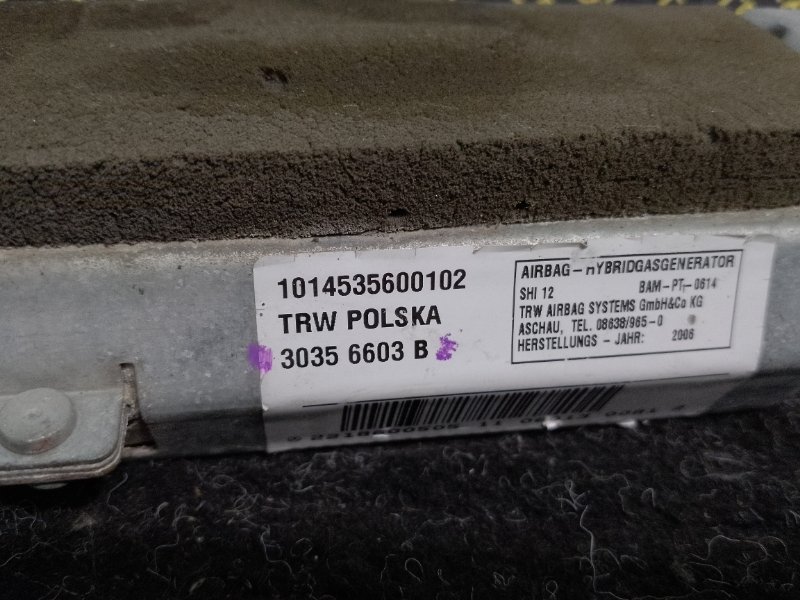 1014535600102
TRW POLSKA
3035 6603 B
AIRBAG-HYBRIDGASGENERATOR
SHI 12 BAM-PT-0614
TRW AIRBAG SYSTEMS GmbH&Co KG
ASCHAU, TEL. 08638/965-0
HERSTELLUNGS - JAHR: 2006